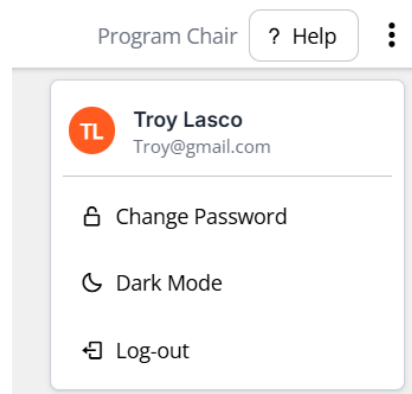 Program Chair ? Help
TL
Troy Lasco
Troy@gmail.com
Change Password
Dark Mode
Log-out